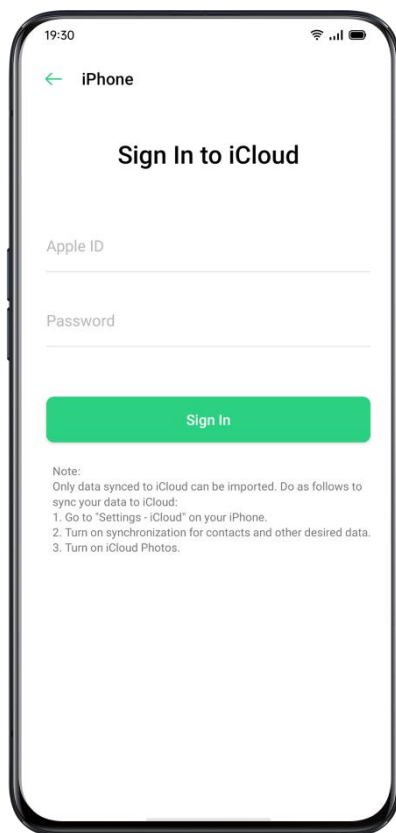 19:30
iPhone
Sign In to iCloud
Apple ID
Password
Sign In
Note:
Only data synced to iCloud can be imported. Do as follows to
sync your data to iCloud:
1. Go to "Settings - iCloud" on your iPhone.
2. Turn on synchronization for contacts and other desired data.
3. Turn on iCloud Photos.